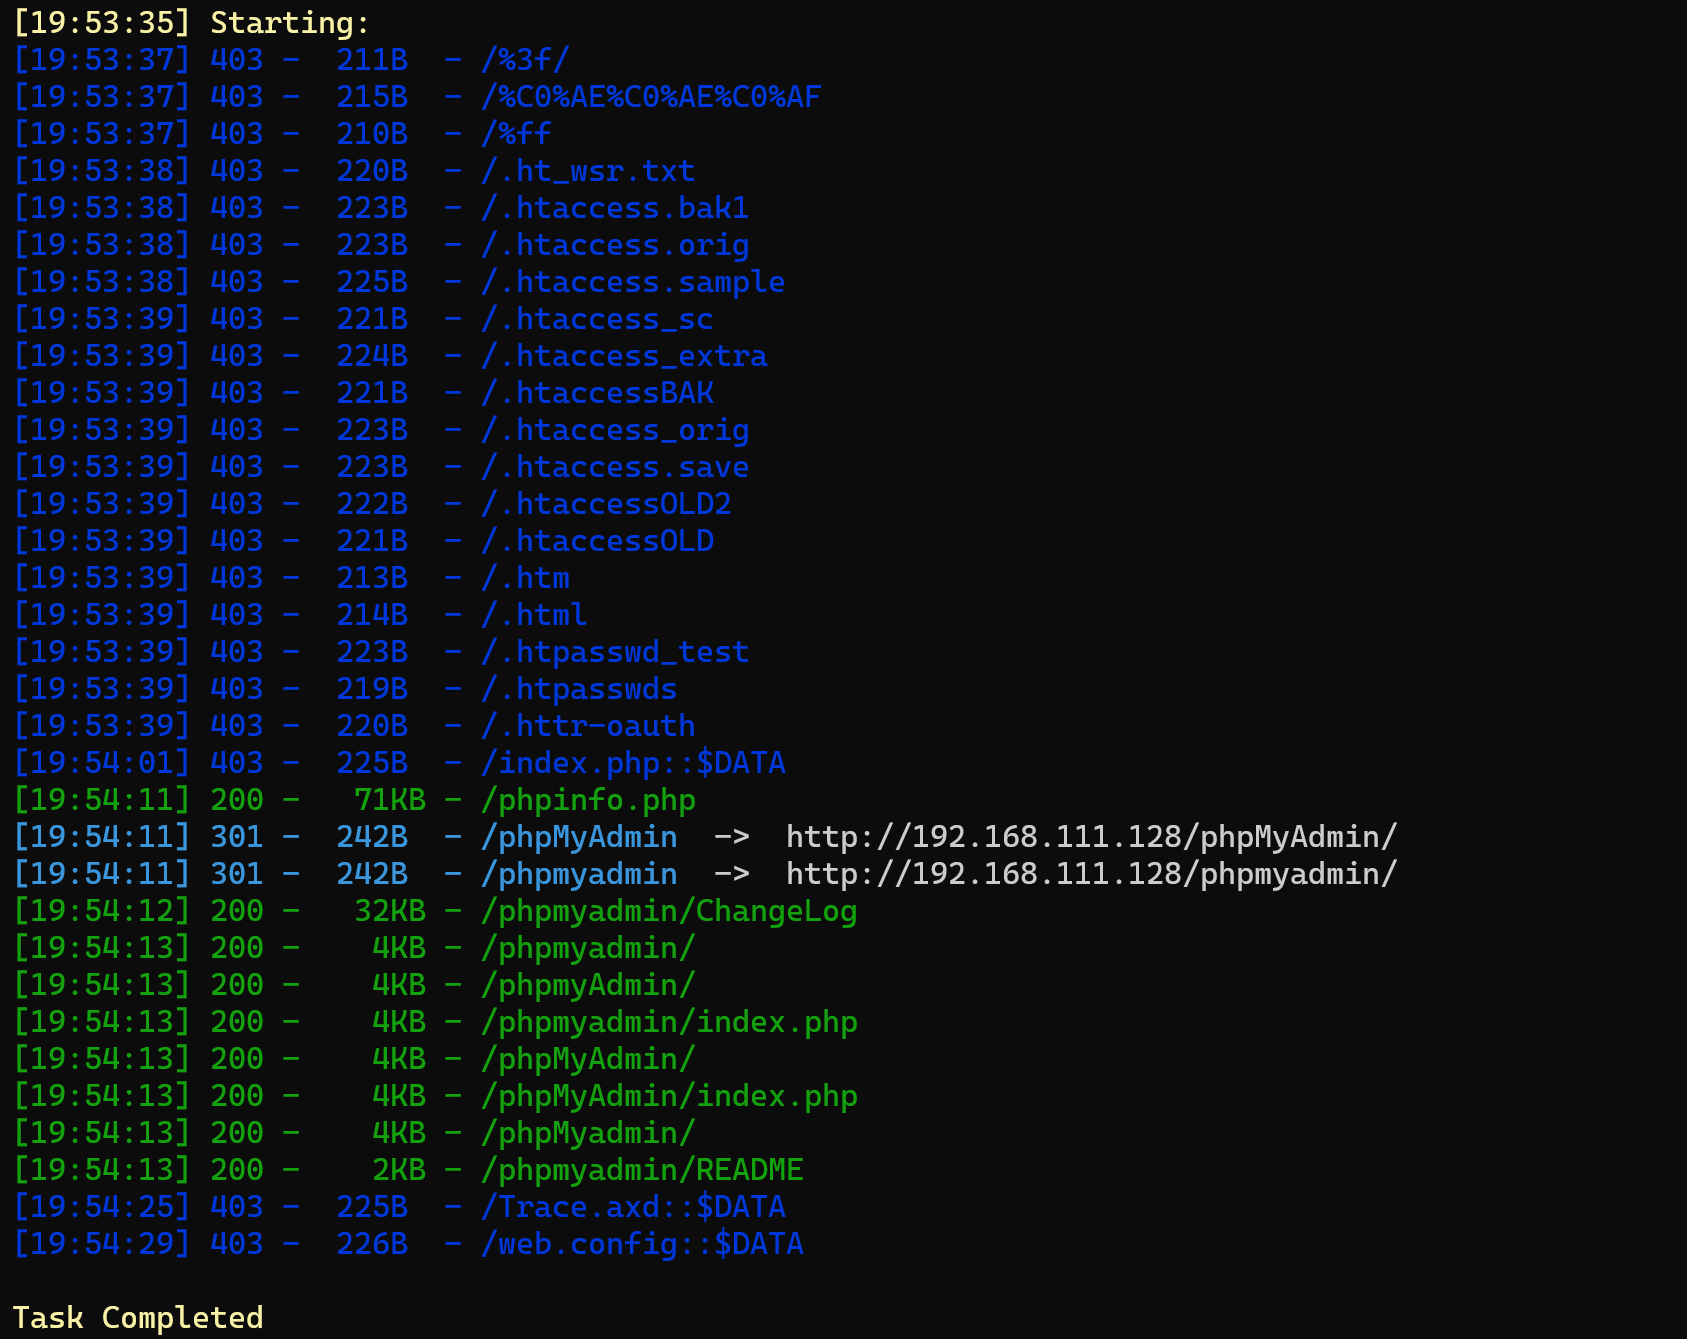 [19:53:35] Starting:
[19:53:37] 403 -  211B  - /%3f/
[19:53:37] 403 -  215B  - /%C0%AE%C0%AE%C0%AF
[19:53:37] 403 -  210B  - /%ff
[19:53:38] 403 -  220B  - /.ht_wsr.txt
[19:53:38] 403 -  223B  - /.htaccess.bak1
[19:53:38] 403 -  223B  - /.htaccess.orig
[19:53:38] 403 -  225B  - /.htaccess.sample
[19:53:39] 403 -  221B  - /.htaccess_sc
[19:53:39] 403 -  224B  - /.htaccess_extra
[19:53:39] 403 -  221B  - /.htaccessBAK
[19:53:39] 403 -  223B  - /.htaccess_orig
[19:53:39] 403 -  223B  - /.htaccess.save
[19:53:39] 403 -  222B  - /.htaccessOLD2
[19:53:39] 403 -  221B  - /.htaccessOLD
[19:53:39] 403 -  213B  - /.htm
[19:53:39] 403 -  214B  - /.html
[19:53:39] 403 -  223B  - /.htpasswd_test
[19:53:39] 403 -  219B  - /.htpasswds
[19:53:39] 403 -  220B  - /.httr-oauth
[19:54:01] 403 -  225B  - /index.php::$DATA
[19:54:11] 200 -   71KB - /phpinfo.php
[19:54:11] 301 -  242B  - /phpMyAdmin  ->  http://192.168.111.128/phpMyAdmin/
[19:54:11] 301 -  242B  - /phpmyadmin  ->  http://192.168.111.128/phpmyadmin/
[19:54:12] 200 -   32KB - /phpmyadmin/ChangeLog
[19:54:13] 200 -    4KB - /phpmyadmin/
[19:54:13] 200 -    4KB - /phpmyAdmin/
[19:54:13] 200 -    4KB - /phpmyadmin/index.php
[19:54:13] 200 -    4KB - /phpMyAdmin/
[19:54:13] 200 -    4KB - /phpMyAdmin/index.php
[19:54:13] 200 -    4KB - /phpMyadmin/
[19:54:13] 200 -    2KB - /phpmyadmin/README
[19:54:25] 403 -  225B  - /Trace.axd::$DATA
[19:54:29] 403 -  226B  - /web.config::$DATA
Task Completed